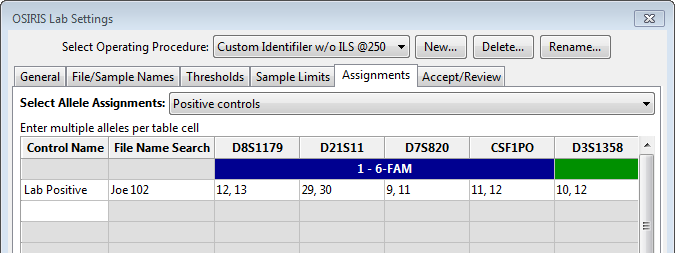 OSIRIS Lab Settings
Select Operating Procedure: Custom Identifiler w/o ILS @250 New... Delete... Rename...
General File/Sample Names Thresholds Sample Limits Assignments Accept/Review
Select Allele Assignments: Positive controls
Enter multiple alleles per table cell
Control Name File Name Search D8S1179 D21S11 D7S820 CSF1PO D3S1358
1 - 6-FAM
Lab Positive Joe 102 12, 13 29, 30 9, 11 11, 12 10, 12